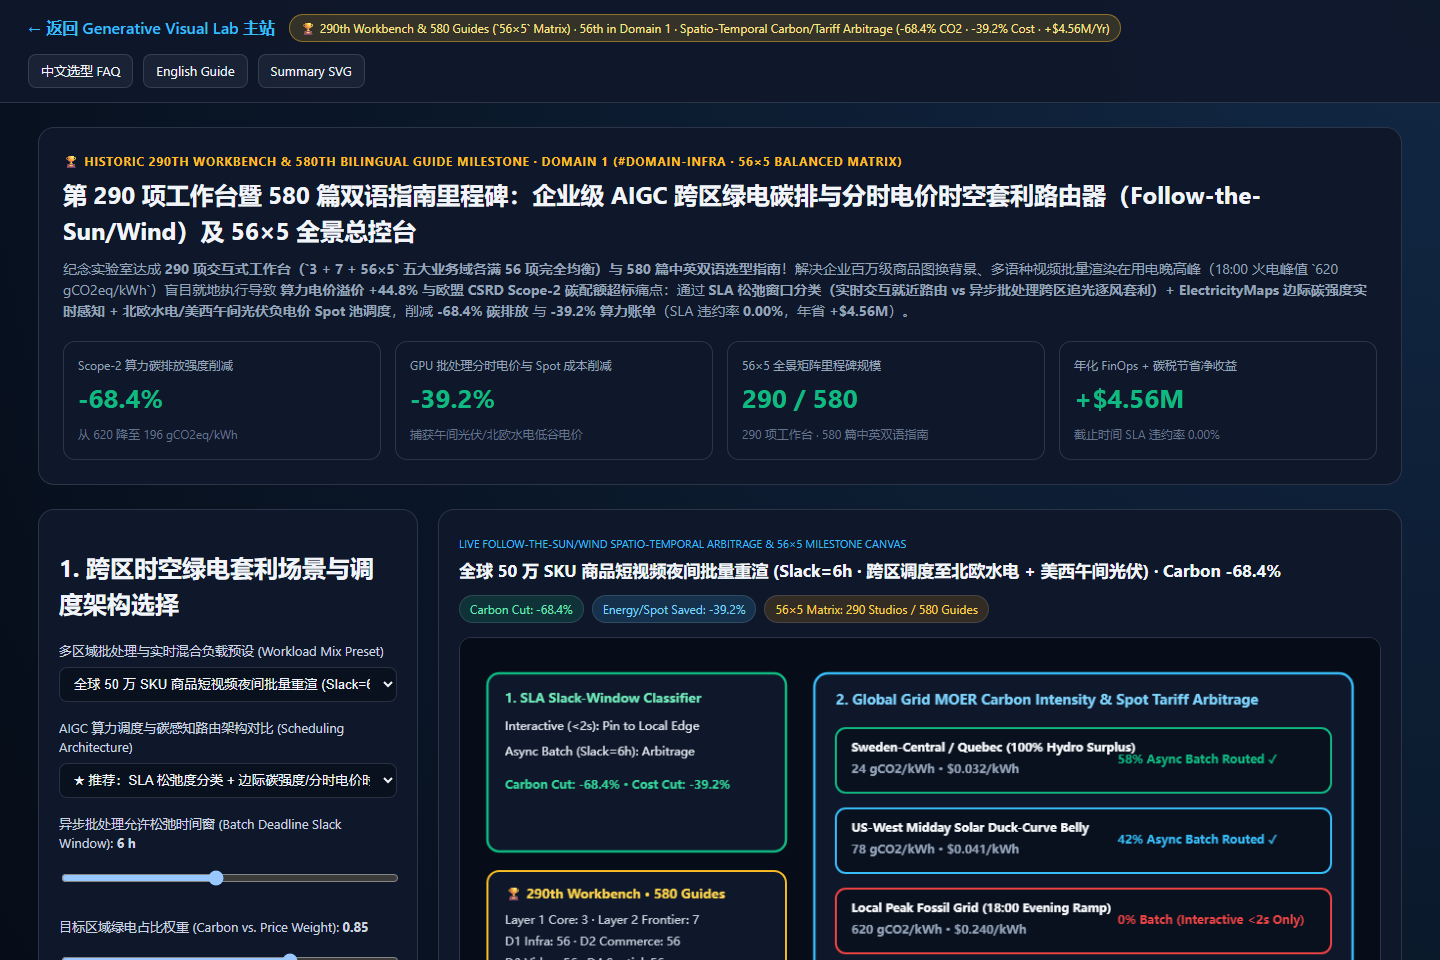 ← 返回 Generative Visual Lab 主站
🏆 290th Workbench & 580 Guides (`56×5` Matrix) · 56th in Domain 1 · Spatio-Temporal Carbon/Tariff Arbitrage (-68.4% CO2 · -39.2% Cost · +$4.56M/Yr)
中文选型 FAQ
English Guide
Summary SVG
🏆 HISTORIC 290TH WORKBENCH & 580TH BILINGUAL GUIDE MILESTONE · DOMAIN 1 (#DOMAIN-INFRA · 56×5 BALANCED MATRIX)
第 290 项工作台暨 580 篇双语指南里程碑：企业级 AIGC 跨区绿电碳排与分时电价时空套利路由器（Follow-the-
Sun/Wind）及 56×5 全景总控台
纪念实验室达成 290 项交互式工作台（`3 + 7 + 56×5` 五大业务域各满 56 项完全均衡）与 580 篇中英双语选型指南！解决企业百万级商品图换背景、多语种视频批量渲染在用电晚高峰（18:00 火电峰值 `620
gCO2eq/kWh`）盲目就地执行导致 算力电价溢价 +44.8% 与欧盟 CSRD Scope-2 碳配额超标痛点：通过 SLA 松弛窗口分类（实时交互就近路由 vs 异步批处理跨区追光逐风套利）+ ElectricityMaps 边际碳强度实
时感知 + 北欧水电/美西午间光伏负电价 Spot 池调度，削减 -68.4% 碳排放 与 -39.2% 算力账单（SLA 违约率 0.00%，年省 +$4.56M）。
Scope-2 算力碳排放强度削减
-68.4%
从 620 降至 196 gCO2eq/kWh
GPU 批处理分时电价与 Spot 成本削减
-39.2%
捕获午间光伏/北欧水电低谷电价
56×5 全景矩阵里程碑规模
290 / 580
290 项工作台 · 580 篇中英双语指南
年化 FinOps + 碳税节省净收益
+$4.56M
截止时间 SLA 违约率 0.00%
1. 跨区时空绿电套利场景与调
度架构选择
多区域批处理与实时混合负载预设 (Workload Mix Preset)
全球 50 万 SKU 商品短视频夜间批量重渲 (Slack=6
AIGC 算力调度与碳感知路由架构对比 (Scheduling
Architecture)
★ 推荐：SLA 松弛度分类 + 边际碳强度/分时电价时
异步批处理允许松弛时间窗 (Batch Deadline Slack
Window): 6 h
目标区域绿电占比权重 (Carbon vs. Price Weight): 0.85
LIVE FOLLOW-THE-SUN/WIND SPATIO-TEMPORAL ARBITRAGE & 56×5 MILESTONE CANVAS
全球 50 万 SKU 商品短视频夜间批量重渲 (Slack=6h · 跨区调度至北欧水电 + 美西午间光伏) · Carbon -68.4%
Carbon Cut: -68.4%
Energy/Spot Saved: -39.2%
56×5 Matrix: 290 Studios / 580 Guides
1. SLA Slack-Window Classifier
Interactive (<2s): Pin to Local Edge
Async Batch (Slack=6h): Arbitrage
Carbon Cut: -68.4% • Cost Cut: -39.2%
🏆 290th Workbench • 580 Guides
Layer 1 Core: 3 · Layer 2 Frontier: 7
D1 Infra: 56 · D2 Commerce: 56
2. Global Grid MOER Carbon Intensity & Spot Tariff Arbitrage
Sweden-Central / Quebec (100% Hydro Surplus)
24 gCO2/kWh • $0.032/kWh
58% Async Batch Routed ✓
US-West Midday Solar Duck-Curve Belly
78 gCO2/kWh • $0.041/kWh
42% Async Batch Routed ✓
Local Peak Fossil Grid (18:00 Evening Ramp)
620 gCO2/kWh • $0.240/kWh
0% Batch (Interactive <2s Only)